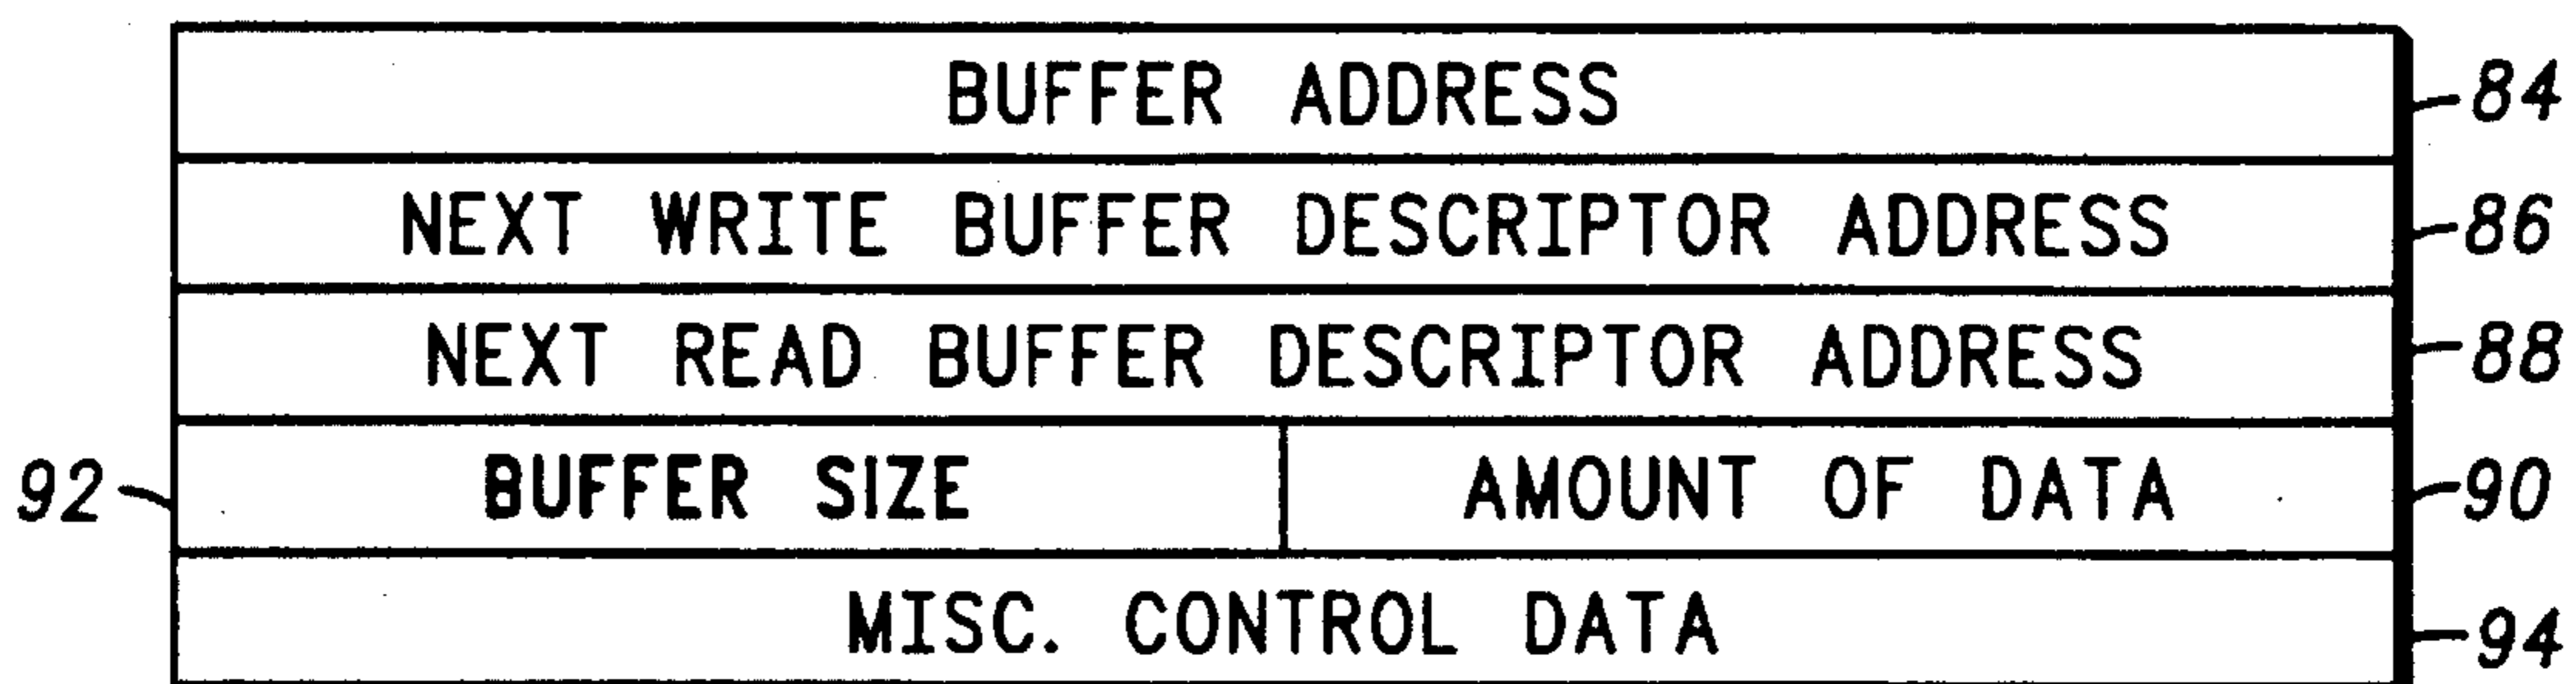 BUFFER ADDRESS 84
NEXT WRITE BUFFER DESCRIPTOR ADDRESS 86
NEXT READ BUFFER DESCRIPTOR ADDRESS 88
92 BUFFER SIZE AMOUNT OF DATA 90
MISC. CONTROL DATA 94